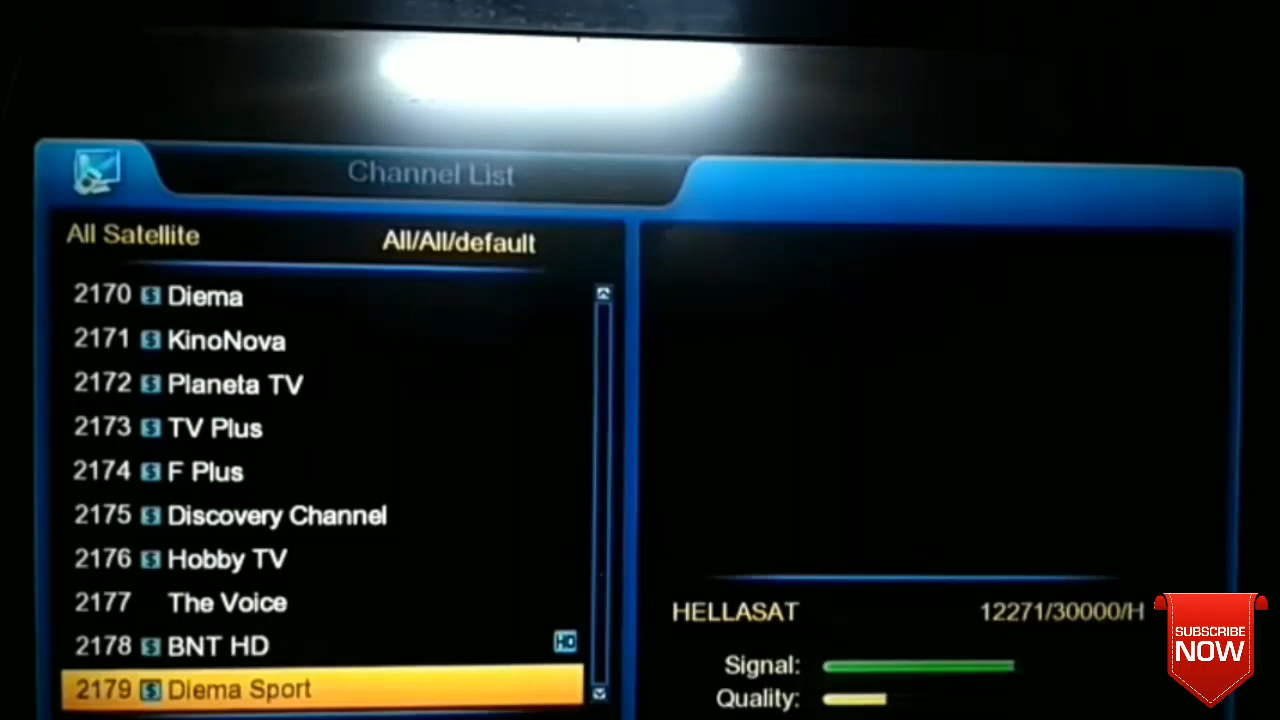 Channel List
All Satellite All/All/default
2170 $ Diema
2171 $ KinoNova
2172 $ Planeta TV
2173 $ TV Plus
2174 $ F Plus
2175 $ Discovery Channel
2176 $ Hobby TV
2177 The Voice
2178 $ BNT HD HD
2179 $ Diema Sport
HELLASAT 12271/30000/H
Signal:
Quality:
SUBSCRIBE
NOW